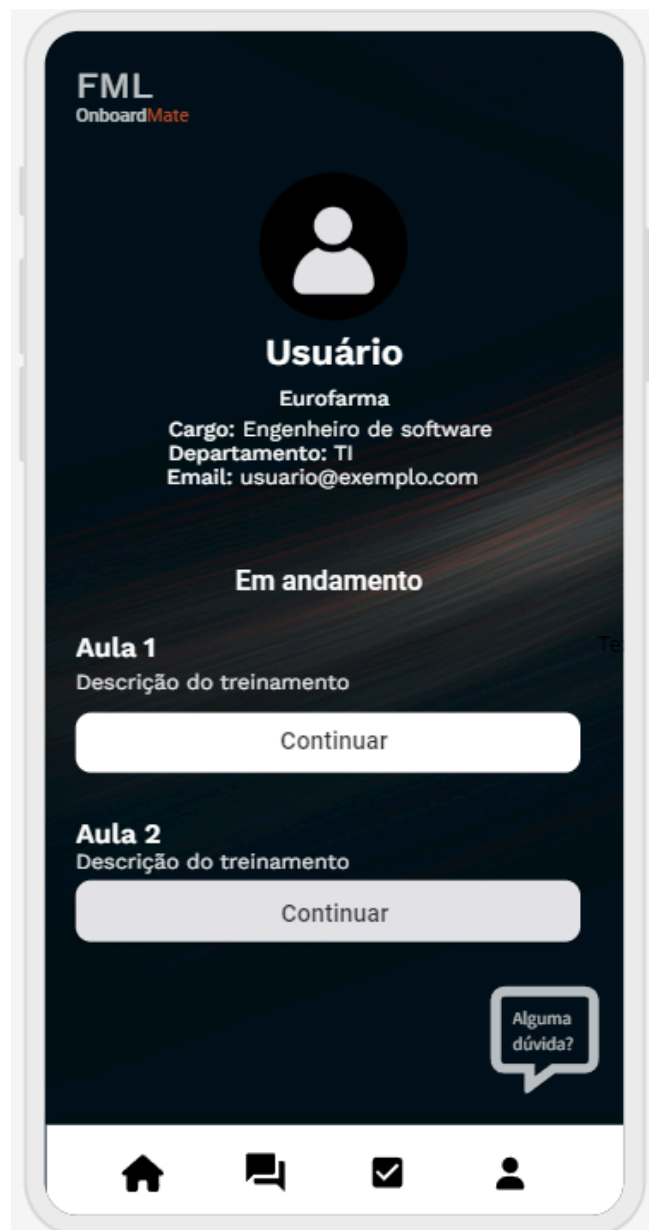 FML
OnboardMate
Usuário
Eurofarma
Cargo: Engenheiro de software
Departamento: TI
Email: usuario@exemplo.com
Em andamento
Aula 1
Descrição do treinamento
Continuar
Aula 2
Descrição do treinamento
Continuar
Alguma
dúvida?